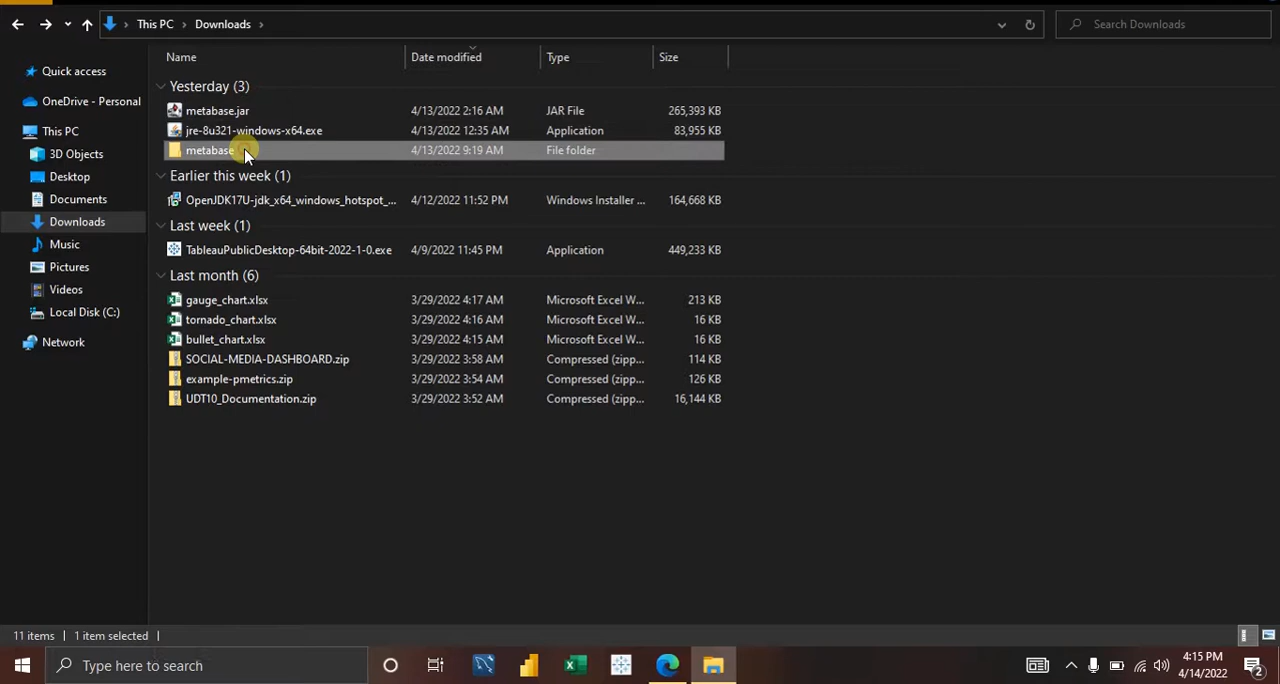 This PC > Downloads >
Search Downloads
Name Date modified Type Size
Quick access
OneDrive - Personal
This PC
3D Objects
Desktop
Documents
Downloads
Music
Pictures
Videos
Local Disk (C:)
Network
Yesterday (3)
metabase.jar 4/13/2022 2:16 AM JAR File 265,393 KB
jre-8u321-windows-x64.exe 4/13/2022 12:35 AM Application 83,955 KB
metabase 4/13/2022 9:19 AM File folder
Earlier this week (1)
OpenJDK17U-jdk_x64_windows_hotspot_... 4/12/2022 11:52 PM Windows Installer ... 164,668 KB
Last week (1)
TableauPublicDesktop-64bit-2022-1-0.exe 4/9/2022 11:45 PM Application 449,233 KB
Last month (6)
gauge_chart.xlsx 3/29/2022 4:17 AM Microsoft Excel W... 213 KB
tornado_chart.xlsx 3/29/2022 4:16 AM Microsoft Excel W... 16 KB
bullet_chart.xlsx 3/29/2022 4:15 AM Microsoft Excel W... 16 KB
SOCIAL-MEDIA-DASHBOARD.zip 3/29/2022 3:58 AM Compressed (zipp... 114 KB
example-pmetrics.zip 3/29/2022 3:54 AM Compressed (zipp... 126 KB
UDT10_Documentation.zip 3/29/2022 3:52 AM Compressed (zipp... 16,144 KB
11 items | 1 item selected |
Type here to search
4:15 PM
4/14/2022
2